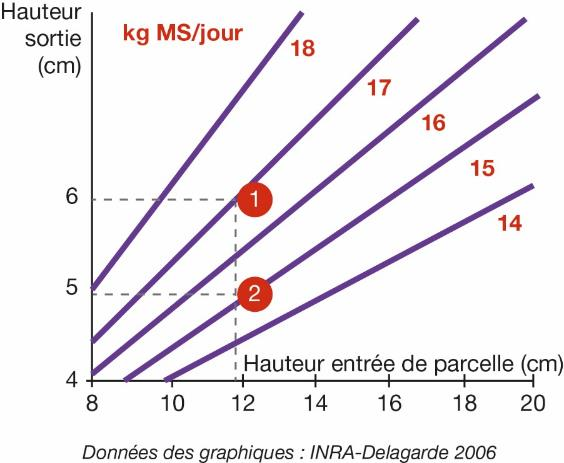 Hauteur
sortie
(cm)
kg MS/jour
18
17
16
15
14
6
1
5
2
Hauteur entrée de parcelle (cm)
4
8 10 12 14 16 18 20
Données des graphiques : INRA-Delagarde 2006